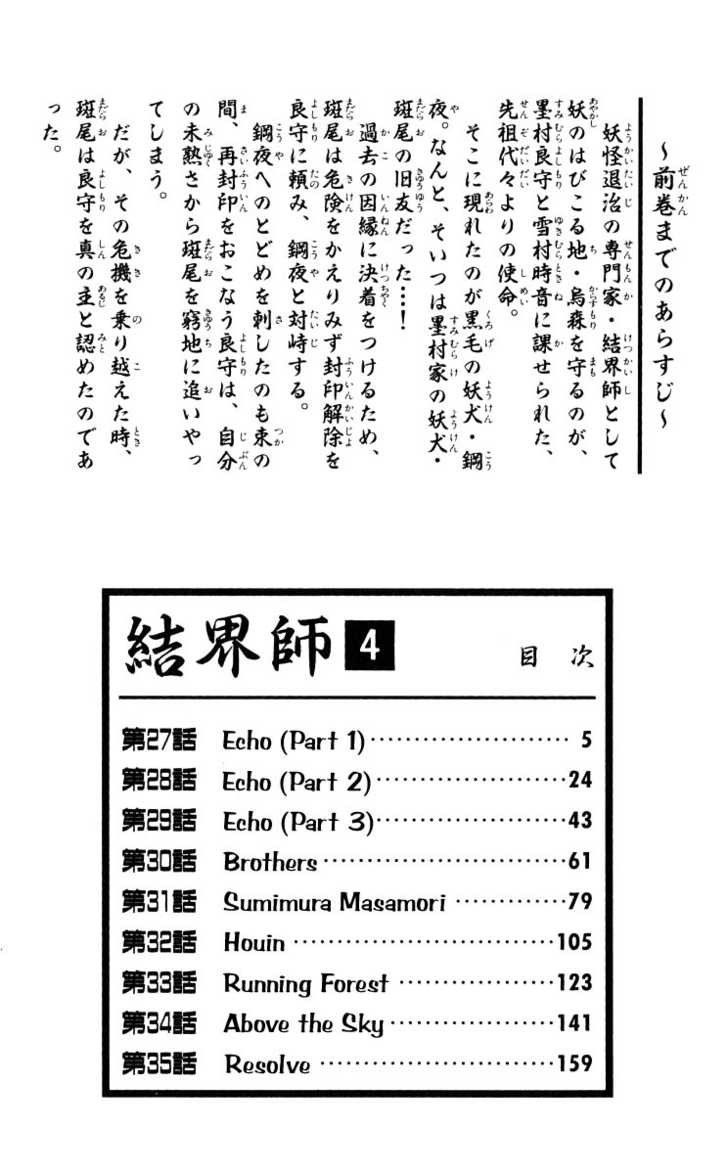 ～前巻までのあらすじ～
妖怪退治の専門家・結界師として
妖のはびこる地・烏森を守るのが、
墨村良守と雪村時音に課せられた、
先祖代々よりの使命。
そこに現れたのが黒毛の妖犬・鋼
夜。なんと、そいつは墨村家の妖犬・
斑尾の旧友だった…！
過去の因縁に決着をつけるため、
斑尾は危険をかえりみず封印解除を
良守に頼み、鋼夜と対峙する。
鋼夜へのとどめを刺したのも束の
間、再封印をおこなう良守は、自分
の未熟さから斑尾を窮地に追いやっ
てしまう。
だが、その危機を乗り越えた時、
斑尾は良守を真の主と認めたのであ
った。
結界師 4 目次
第27話 Echo (Part 1)······················· 5
第28話 Echo (Part 2)······················24
第29話 Echo (Part 3)······················43
第30話 Brothers····························61
第31話 Sumimura Masamori ·············79
第32話 Houin ······························105
第33話 Running Forest ··················123
第34話 Above the Sky···················141
第35話 Resolve ···························159